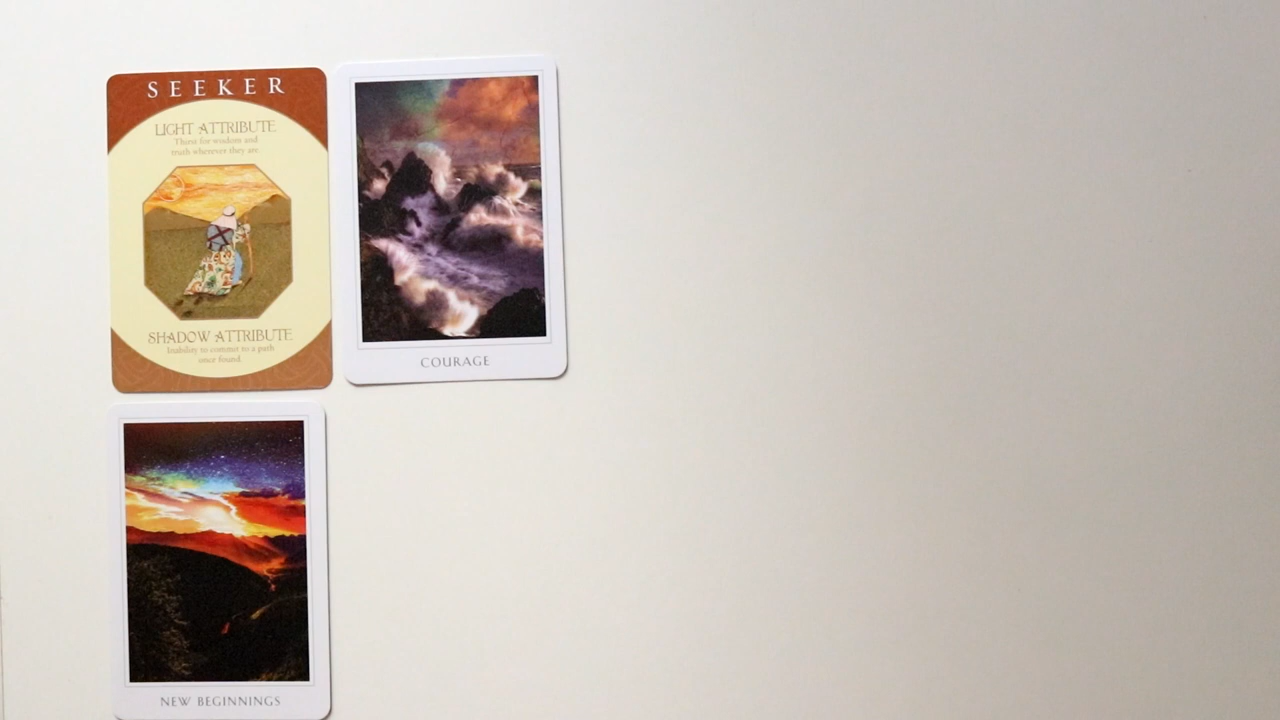 SEEKER
LIGHT ATTRIBUTE
Thirst for wisdom and
truth wherever they are.
SHADOW ATTRIBUTE
Inability to commit to a path
once found.
COURAGE
NEW BEGINNINGS